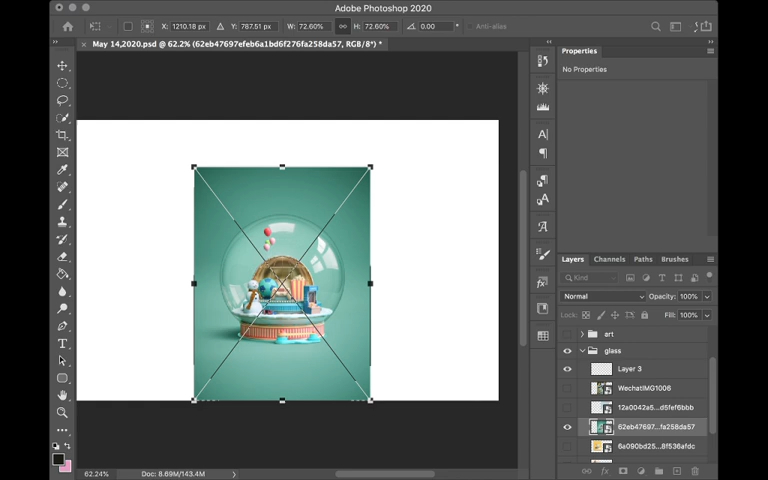 Adobe Photoshop 2020
X: 1210.18 px
Y: 787.51 px
W: 72.60%
H: 72.60%
0.00
Anti-alias
May 14,2020.psd @ 62.2% (62eb47697efeb6a1bd6f276fa258da57, RGB/8*) *
Properties
No Properties
Layers
Channels
Paths
Brushes
Kind
Normal
Opacity: 100%
Lock:
Fill: 100%
art
glass
Layer 3
WechatIMG1006
12a0042a5...d5fef6bbb
62eb47697...fa258da57
6a090bd25...8f536afdc
62.24%
Doc: 8.69M/143.4M